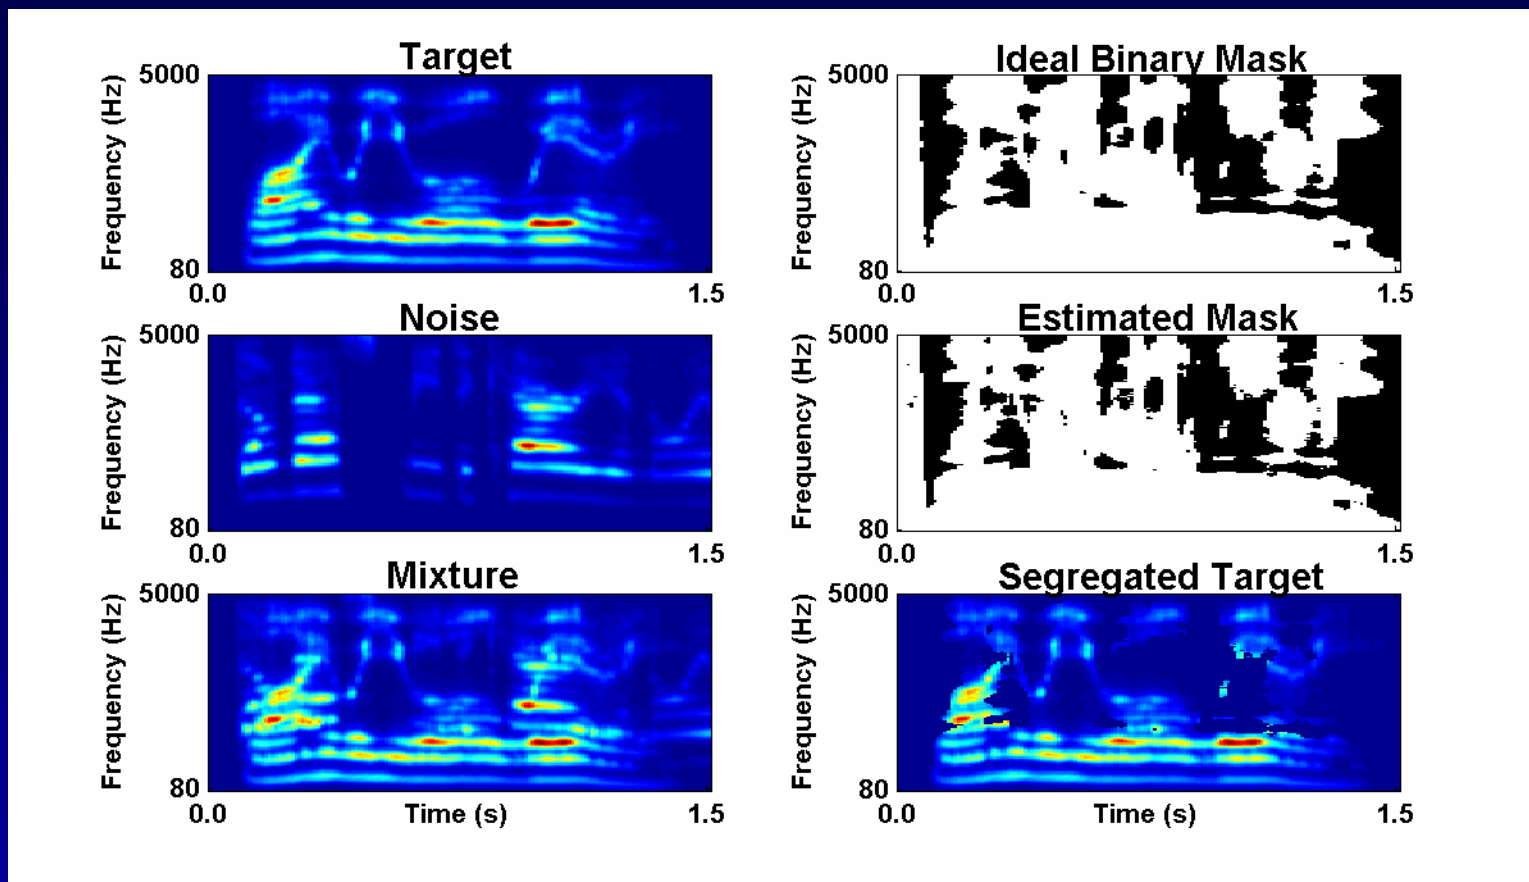 Target
Frequency (Hz)
5000
80
0.0
1.5
Ideal Binary Mask
Frequency (Hz)
5000
80
0.0
1.5
Noise
Frequency (Hz)
5000
80
0.0
1.5
Estimated Mask
Frequency (Hz)
5000
80
0.0
1.5
Mixture
Frequency (Hz)
5000
80
0.0
Time (s)
1.5
Segregated Target
Frequency (Hz)
5000
80
0.0
Time (s)
1.5